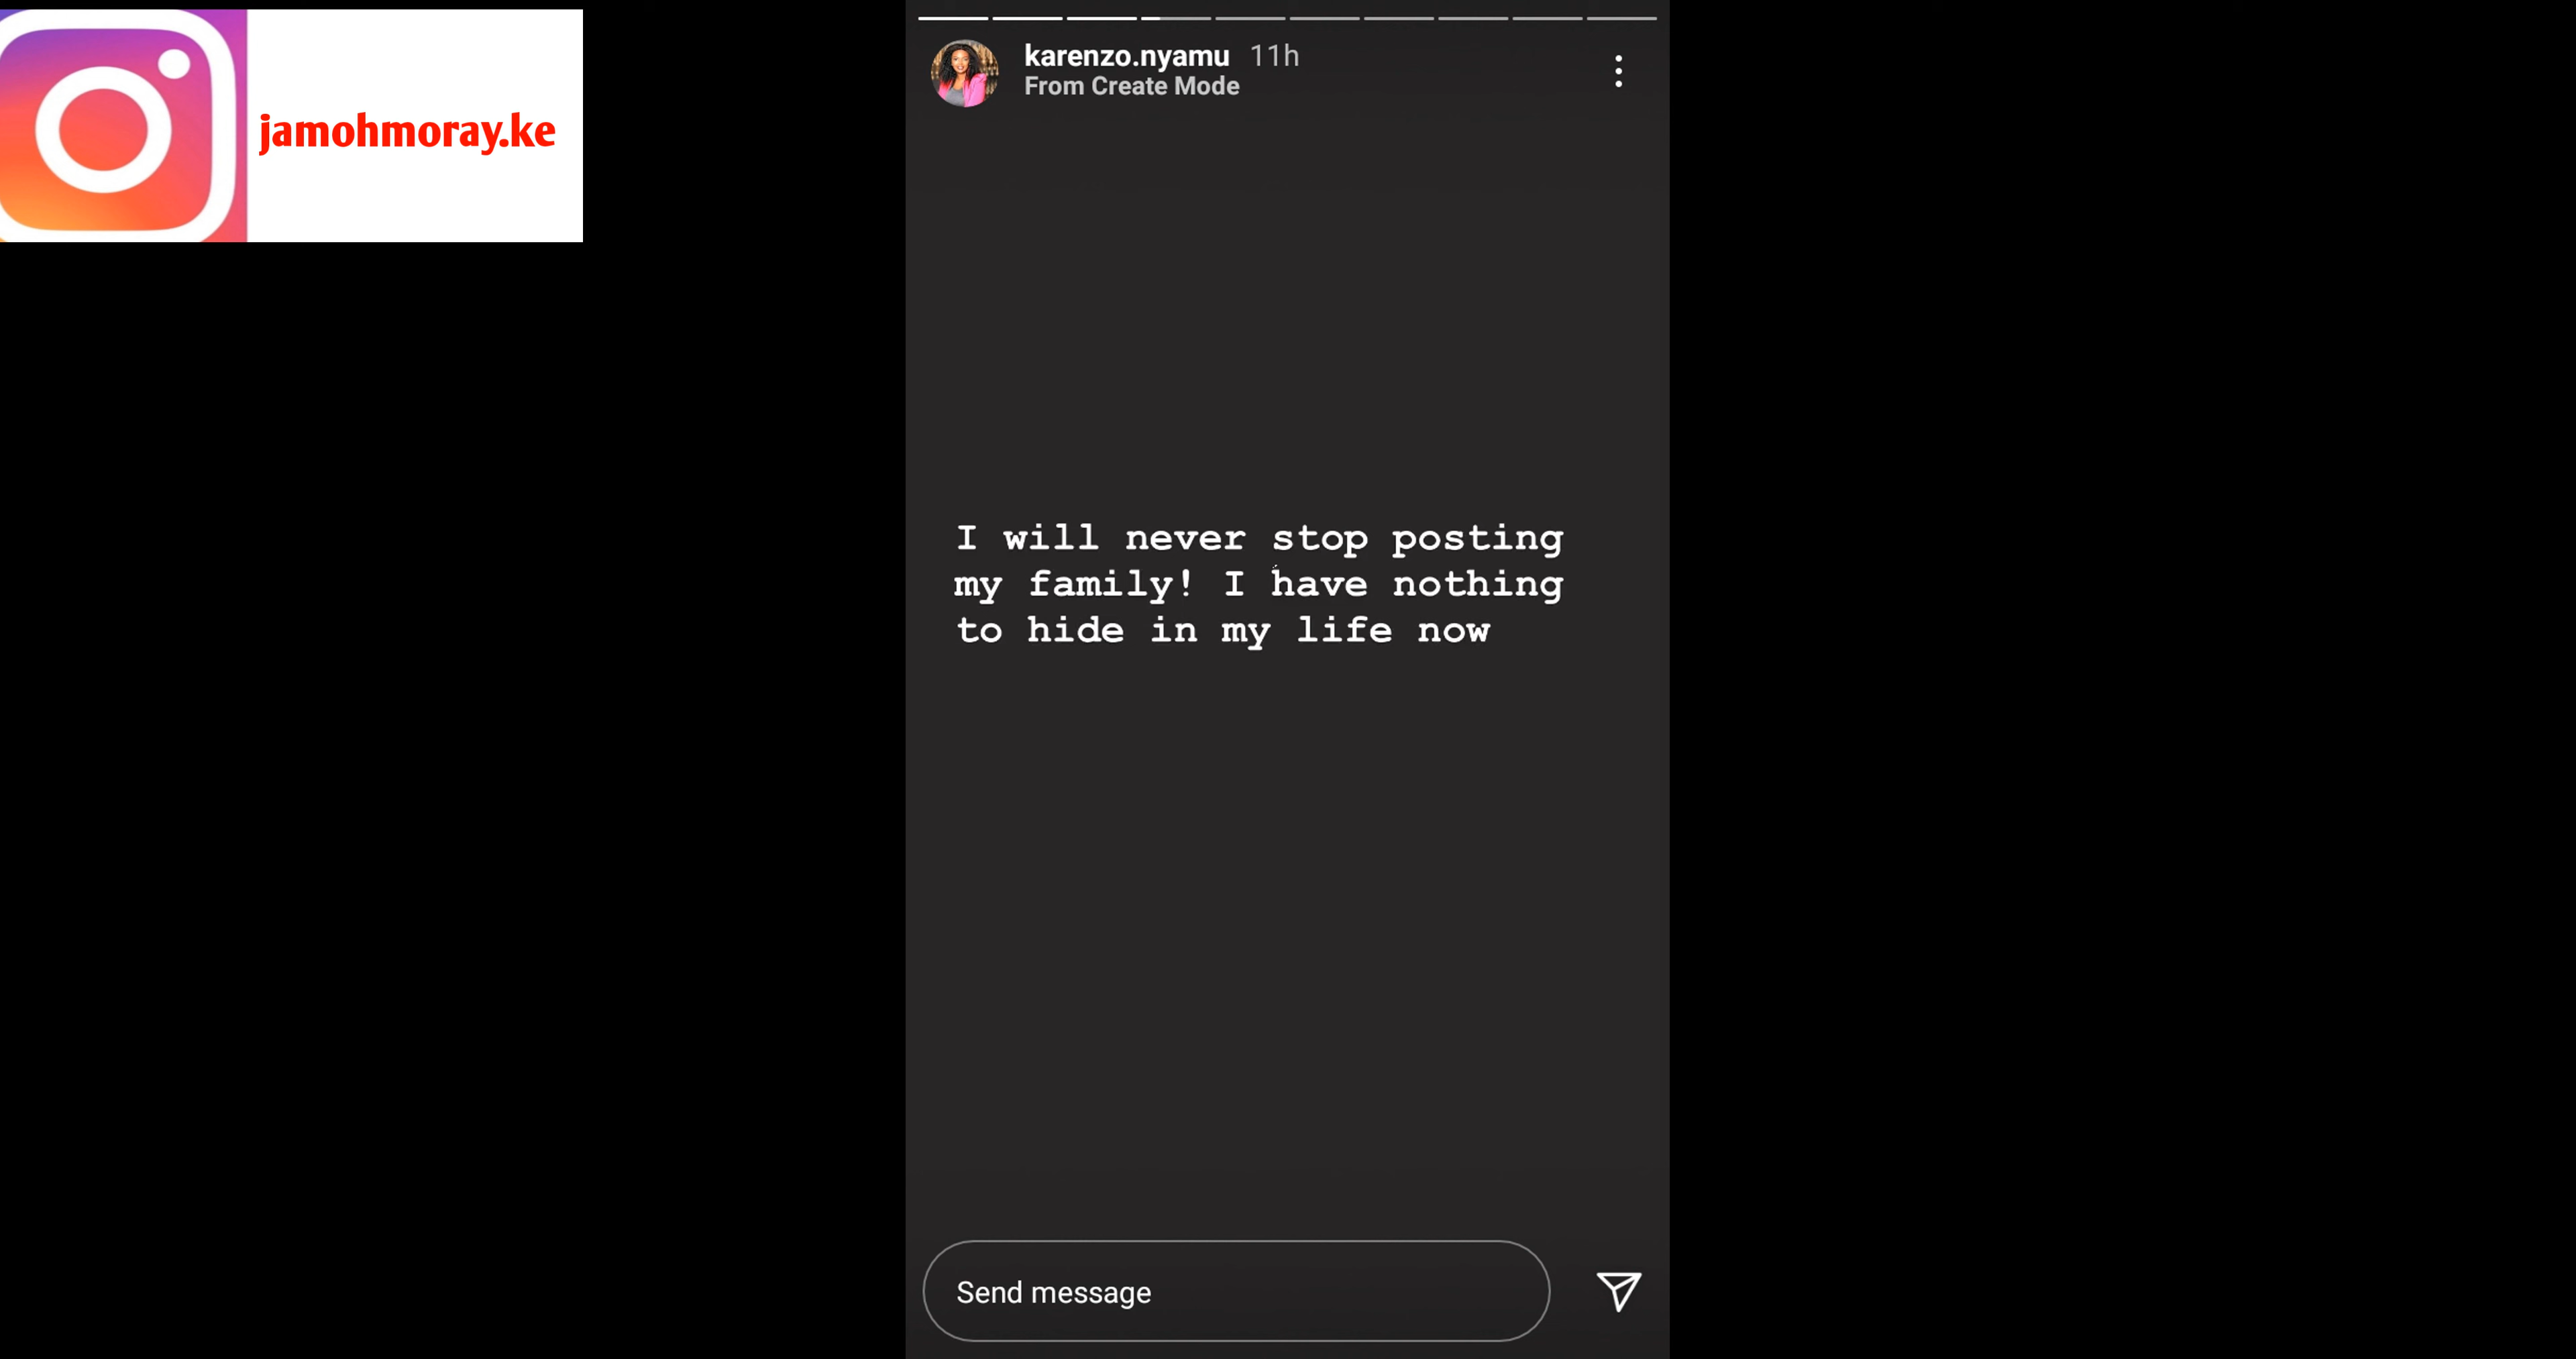 jamohmoray.ke
karenzo.nyamu 11h
From Create Mode
I will never stop posting
my family! I have nothing
to hide in my life now
Send message